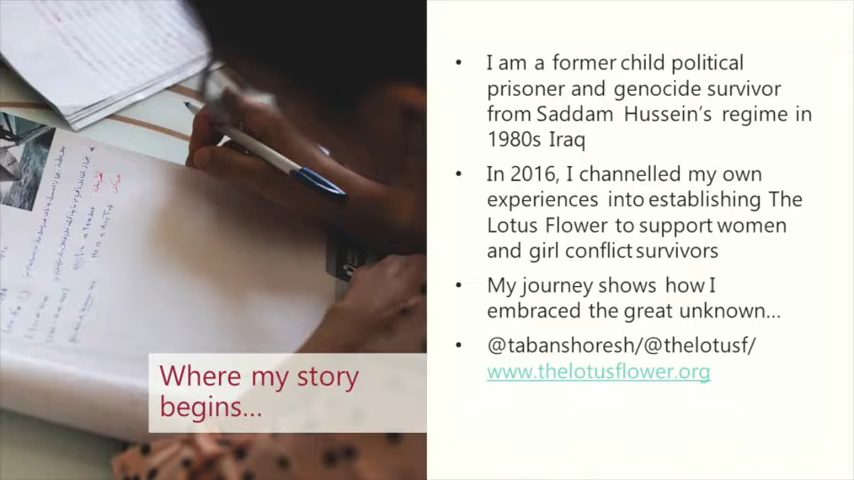 Where my story
begins...
• I am a former child political
prisoner and genocide survivor
from Saddam Hussein's regime in
1980s Iraq
• In 2016, I channelled my own
experiences into establishing The
Lotus Flower to support women
and girl conflict survivors
• My journey shows how I
embraced the great unknown...
• @tabanshoresh/@thelotusf/
www.thelotusflower.org